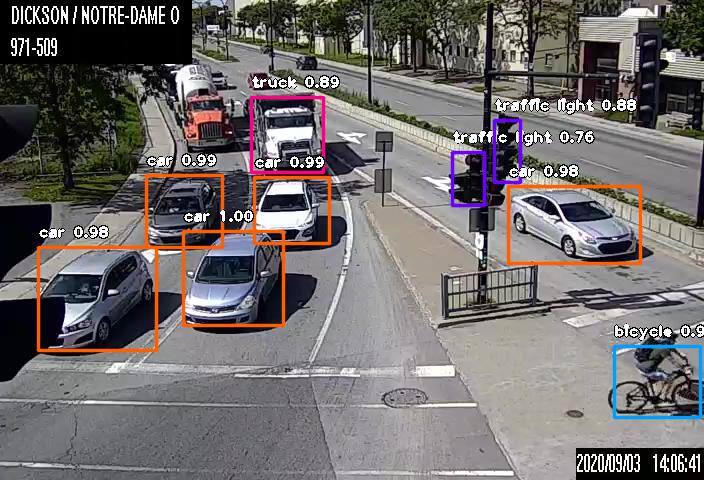 DICKSON / NOTRE-DAME O
971-509
truck 0.89
traffic light 0.88
traffic light 0.76
car 0.99
car 0.99
car 0.98
car 1.00
car 0.98
bicycle 0.9
2020/09/03 14:06:41